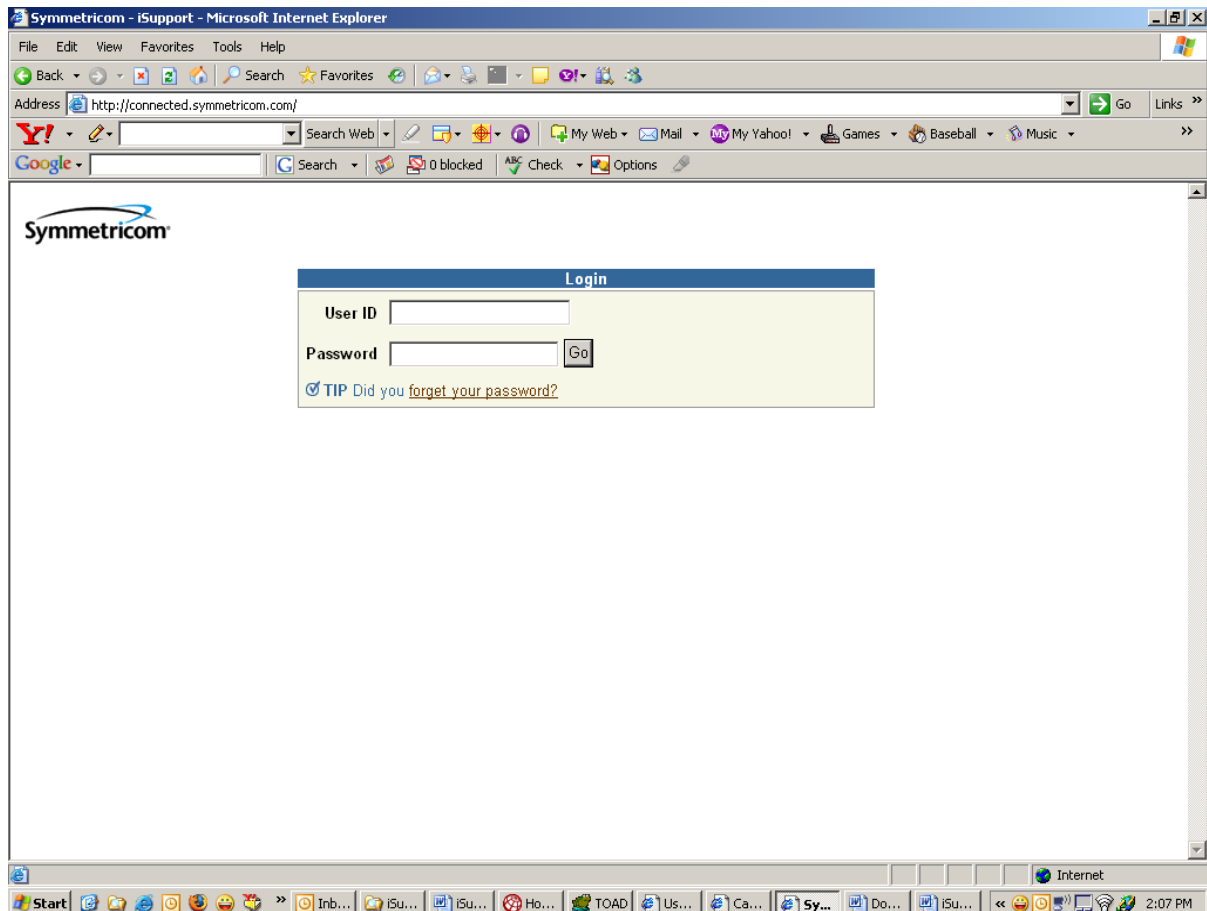 Symmetricom - iSupport - Microsoft Internet Explorer
File Edit View Favorites Tools Help
Back Search Favorites
Address http://connected.symmetricom.com/ Go Links »
Y! Search Web My Web Mail My Yahoo! Games Baseball Music »
Google Search 0 blocked ABC Check Options
Symmetricom
Login
User ID
Password Go
TIP Did you forget your password?
Internet
Start » Inb... iSu... iSu... Ho... TOAD Us... Ca... Sy... Do... iSu... « 2:07 PM